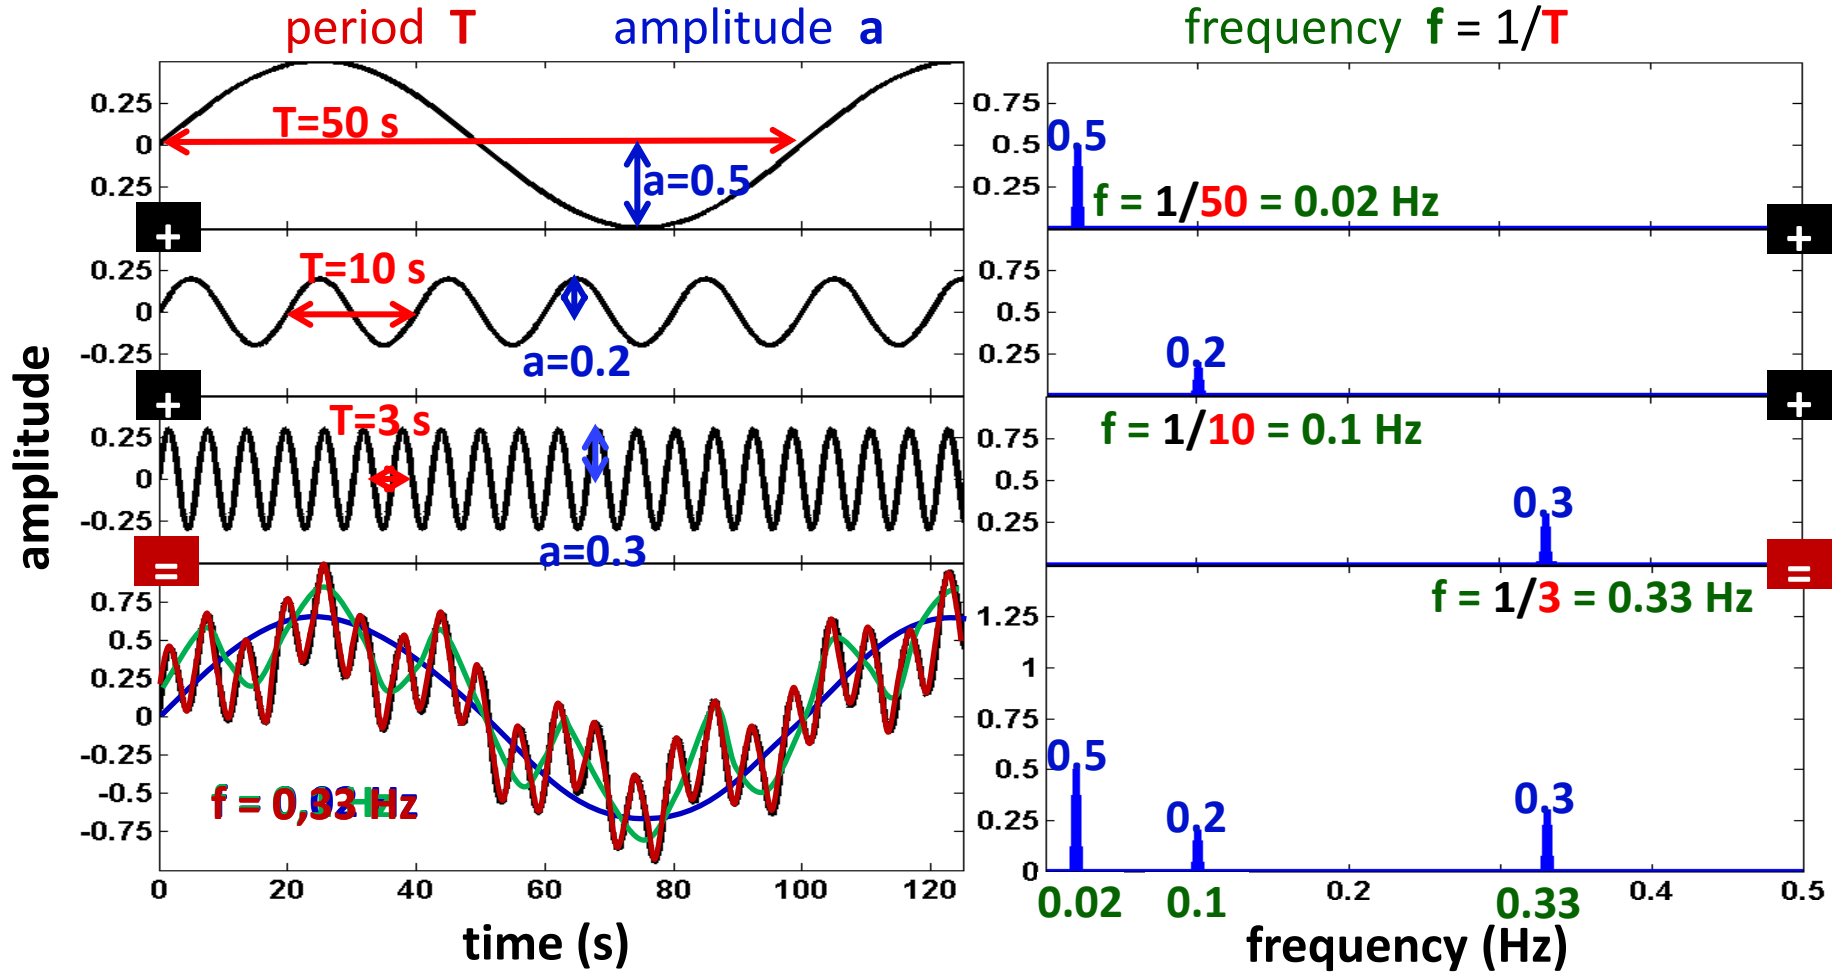 period T
amplitude a
frequency f = 1/T
0.25
0
0.25
T=50 s
a=0.5
0.75
0.5
0.25
0.5
f = 1/50 = 0.02 Hz
+
+
0.25
0
-0.25
T=10 s
a=0.2
0.75
0.5
0.25
0.2
+
+
0.25
0
-0.25
T=3 s
a=0.3
0.75
0.5
0.25
f = 1/10 = 0.1 Hz
0.3
=
=
amplitude
0.75
0.5
0.25
0
-0.25
-0.5
-0.75
f = 0,33 Hz
0 20 40 60 80 100 120
time (s)
f = 1/3 = 0.33 Hz
1.25
1
0.75
0.5
0.25
0
0.5
0.2
0.3
0.02 0.1 0.2 0.33 0.4 0.5
frequency (Hz)